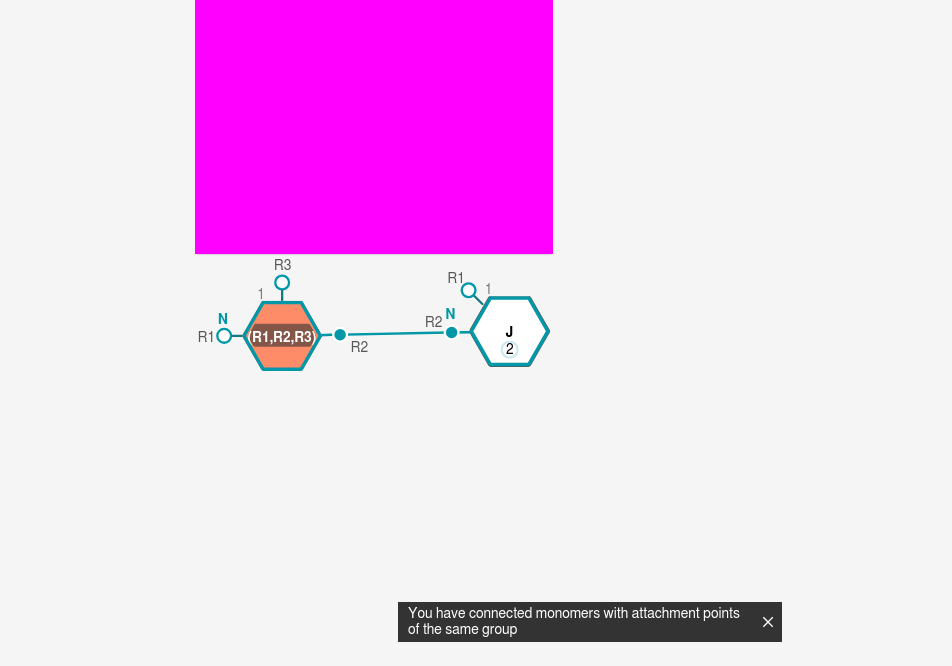 R3
1
N
R1
(R1,R2,R3)
R2
R1
1
N
R2
J
2
You have connected monomers with attachment points
of the same group